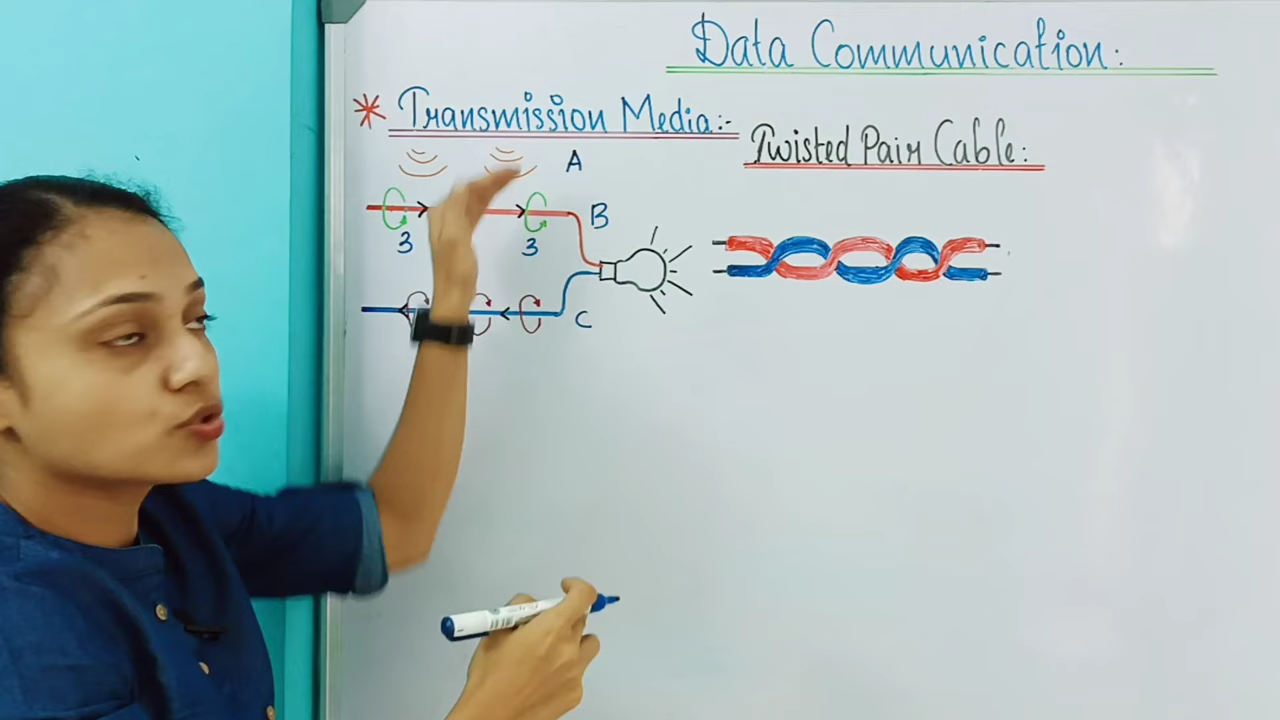 Data Communication:
* Transmission Media:-
Twisted Pair Cable:
A
B
3 3
C